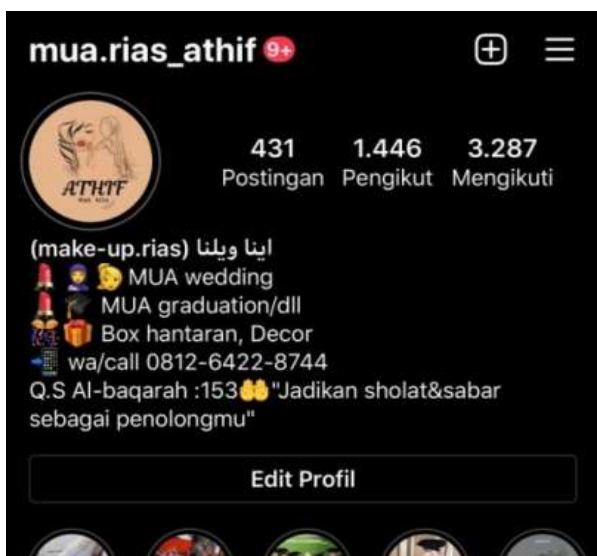 mua.rias_athif 9+
431 1.446 3.287
Postingan Pengikut Mengikuti
ATHIF
اينا ويلنا (make-up.rias)
💄🧕👰 MUA wedding
💄🎓 MUA graduation/dll
🎊🎁 Box hantaran, Decor
📲 wa/call 0812-6422-8744
Q.S Al-baqarah :153🤲"Jadikan sholat&sabar
sebagai penolongmu"
Edit Profil